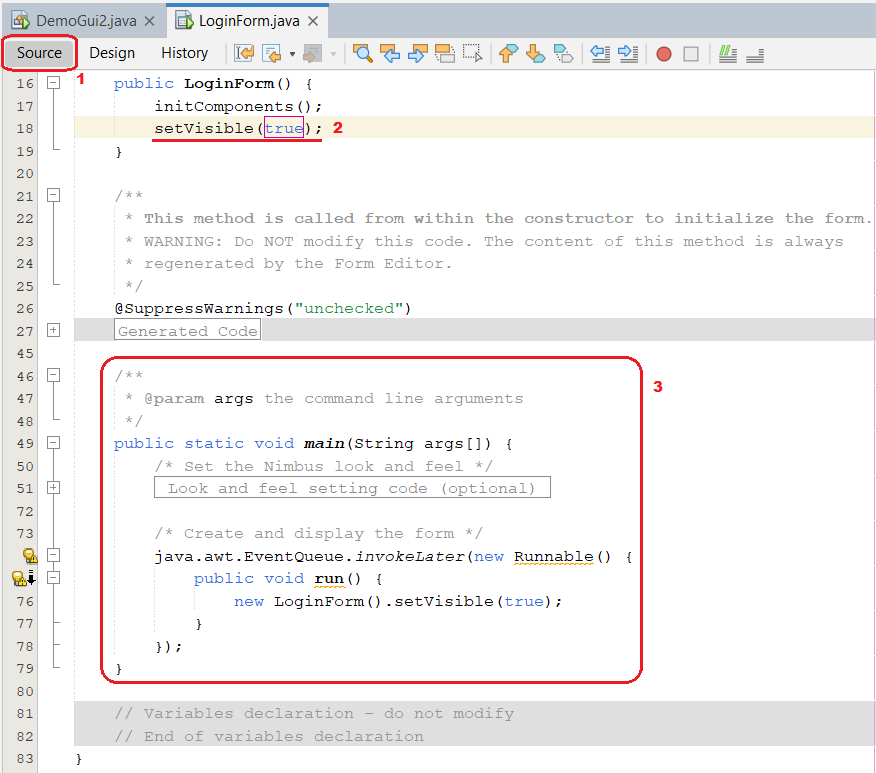 DemoGui2.java LoginForm.java
Source Design History
1
16 public LoginForm() {
17 initComponents();
18 setVisible(true); 2
19 }
20
21 /**
22 * This method is called from within the constructor to initialize the form.
23 * WARNING: Do NOT modify this code. The content of this method is always
24 * regenerated by the Form Editor.
25 */
26 @SuppressWarnings("unchecked")
27 Generated Code
45
46 /**
47 * @param args the command line arguments
48 */
49 public static void main(String args[]) {
50 /* Set the Nimbus look and feel */
51 Look and feel setting code (optional)
72
73 /* Create and display the form */
java.awt.EventQueue.invokeLater(new Runnable() {
public void run() {
76 new LoginForm().setVisible(true);
77 }
78 });
79 }
3
80
81 // Variables declaration - do not modify
82 // End of variables declaration
83 }